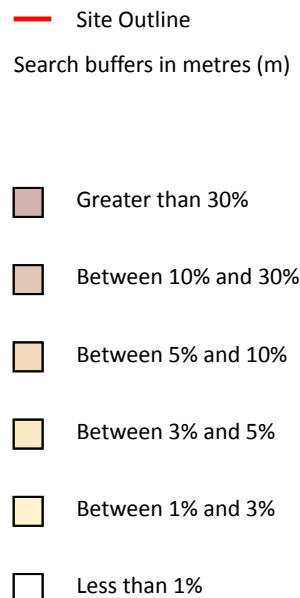 Site Outline
Search buffers in metres (m)
Greater than 30%
Between 10% and 30%
Between 5% and 10%
Between 3% and 5%
Between 1% and 3%
Less than 1%